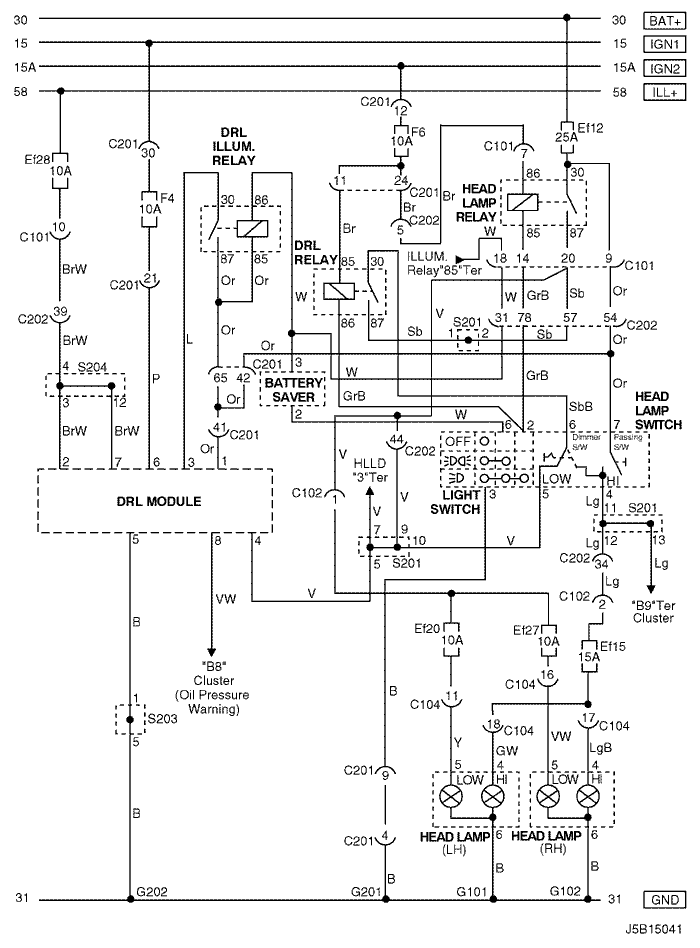 30 30 BAT+
15 15 IGN1
15A 15A IGN2
58 58 ILL+
C201 12
F6 10A
Ef12 25A
C201 30
DRL ILLUM. RELAY
30 86
87 85
Ef28 10A
F4 10A
11 24 C201
Br
Br
Br
5 C202
C101 7
86 30
HEAD LAMP RELAY
85 87
W
10
C101
BrW
21
C201
DRL RELAY
85 30
86 87
ILLUM. Relay"85"Ter
18 14 20 9 C101
Or Or
Or
W
V
W GrB Sb Or
31 78 57 54 C202
39
C202
BrW
L
P
Sb
S201
1 2
Sb
Or
Or
4 S204
3 12
BrW BrW
C201
65 42
3
BATTERY SAVER
2
W
GrB
GrB
SbB
Or
W
Or
41 C201
Or
HEAD LAMP SWITCH
6 2 6 7
Dimmer S/W
Passing S/W
OFF
LOW HI
LIGHT SWITCH
3 5 4
44
C202
V
C102 1
HLLD "3"Ter
V V
7 9
10
5 S201
V
Lg
11 S201
12 13
Lg
C202 34
Lg
Lg
C102 2
"B9"Ter Cluster
2 7 6 3 1
DRL MODULE
5 8 4
B
VW
V
"B8" Cluster (Oil Pressure Warning)
1
S203
5
B
Ef20 10A
Ef27 10A
Ef15 15A
C104 11
C104 16
18 C104
17 C104
B
Y
GW
VW
LgB
C201 9
C201 4
B
5 4
LOW HI
5 4
LOW HI
HEAD LAMP (LH)
6
HEAD LAMP (RH)
6
B
B
31 G202 G201 G101 G102 31 GND
J5B15041